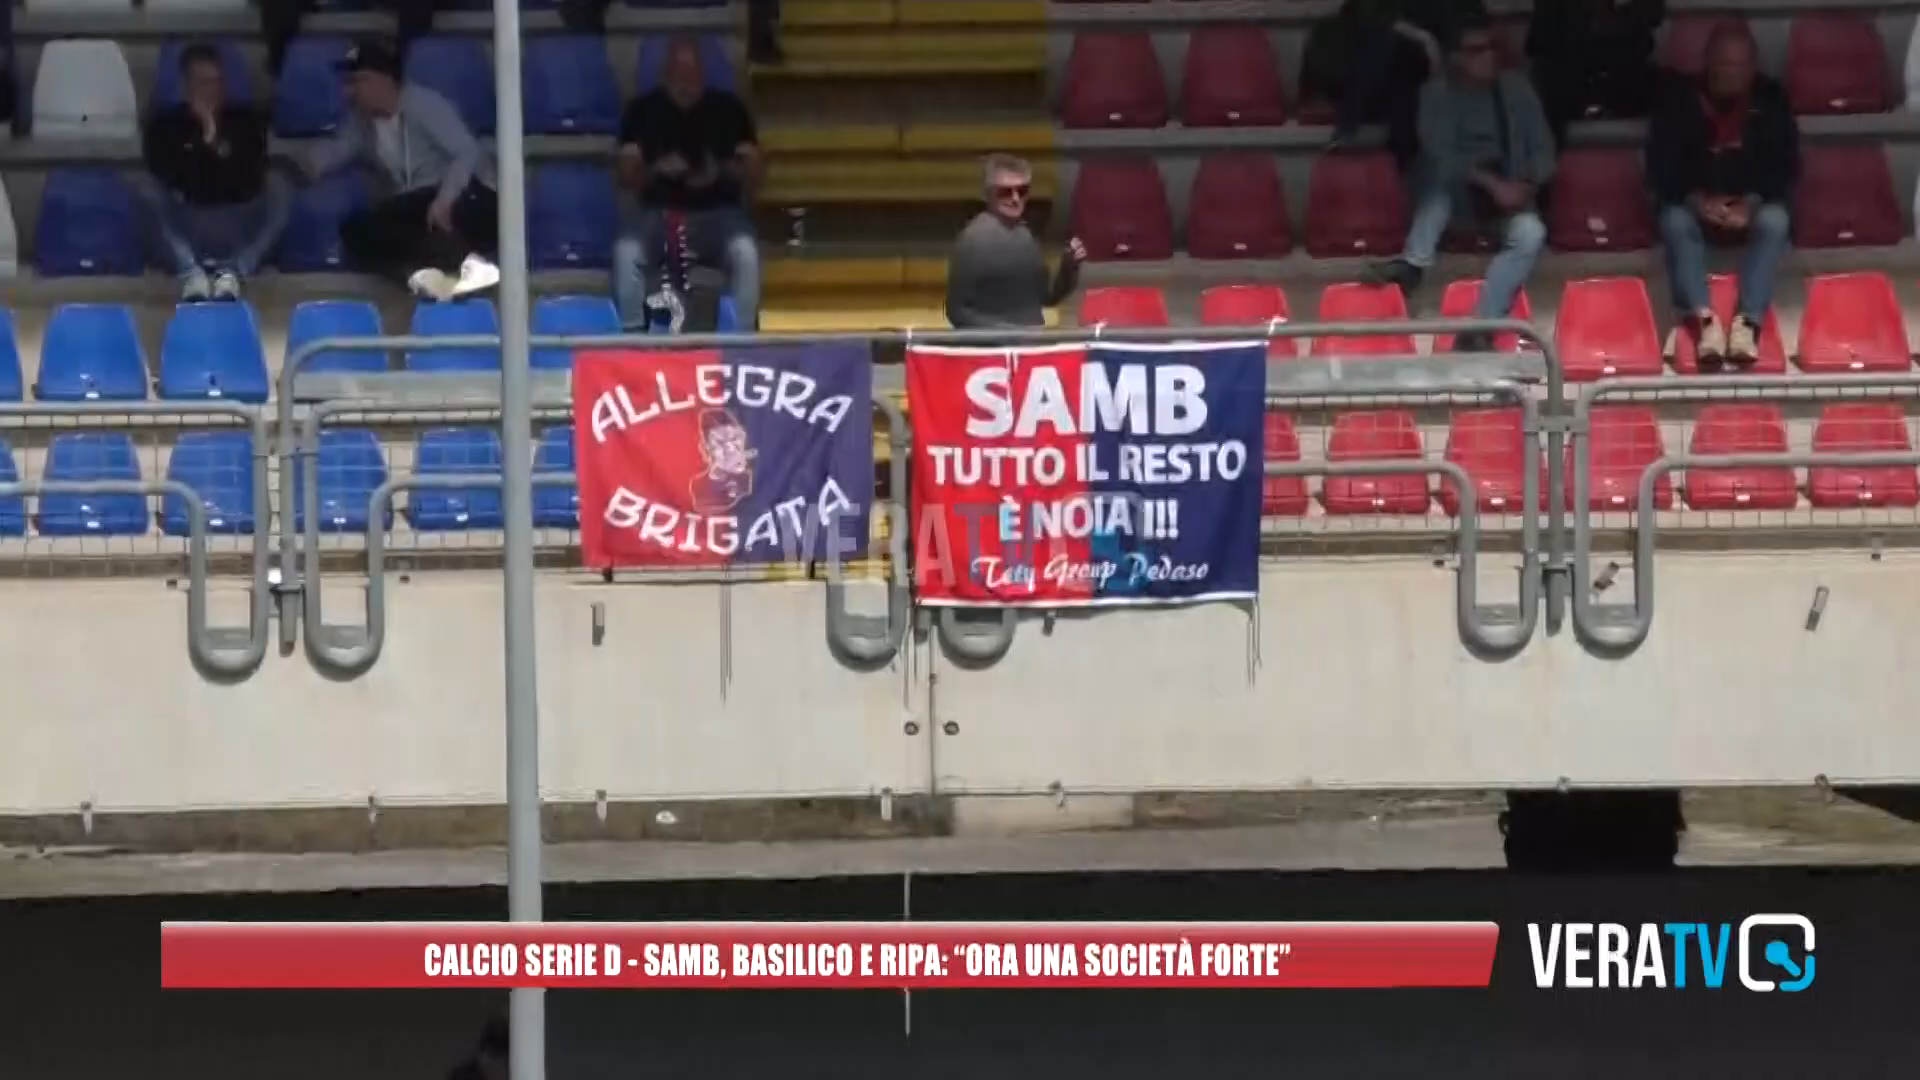 ALLEGRA
BRIGATA
SAMB
TUTTO IL RESTO
È NOIA !!!
Group Pedaso
VERATV
CALCIO SERIE D - SAMB, BASILICO E RIPA: “ORA UNA SOCIETÀ FORTE”
VERATV